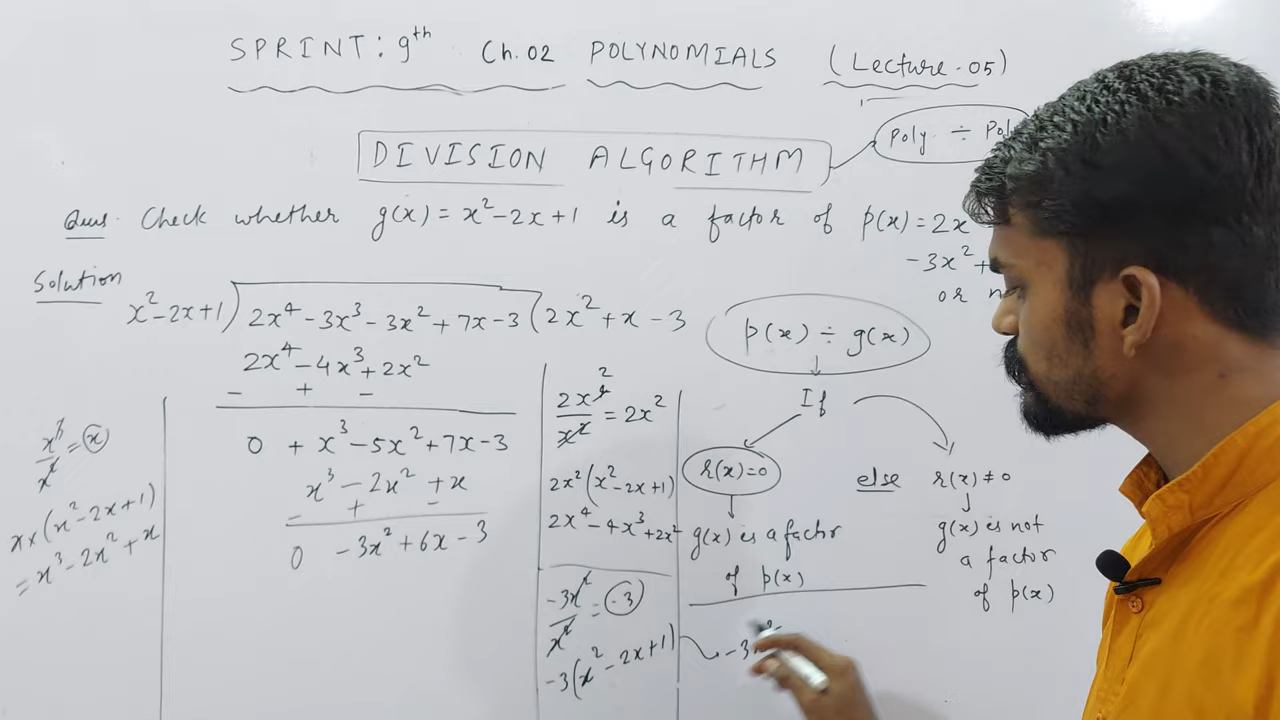 SPRINT: 9th Ch.02 POLYNOMIALS (Lecture-05)
DIVISION ALGORITHM
Poly. ÷ Pol
Ques. Check whether g(x) = x²-2x+1 is a factor of p(x) = 2x
-3x² +
or
Solution
x²-2x+1) 2x⁴ - 3x³ - 3x² + 7x - 3 (2x² + x - 3
2x⁴ - 4x³ + 2x²
- + -
0 + x³ - 5x² + 7x - 3
x³ - 2x² + x
- + -
0 - 3x² + 6x - 3
x³/x² = x
x×(x²-2x+1)
= x³-2x²+x
2x⁴/x² = 2x²
2
2x²(x²-2x+1)
2x⁴-4x³+2x²
-3x²/x² = -3
-3(x²-2x+1)
p(x) ÷ g(x)
If
r(x)=0
g(x) is a factor
of p(x)
else r(x) ≠ 0
g(x) is not
a factor
of p(x)
-3